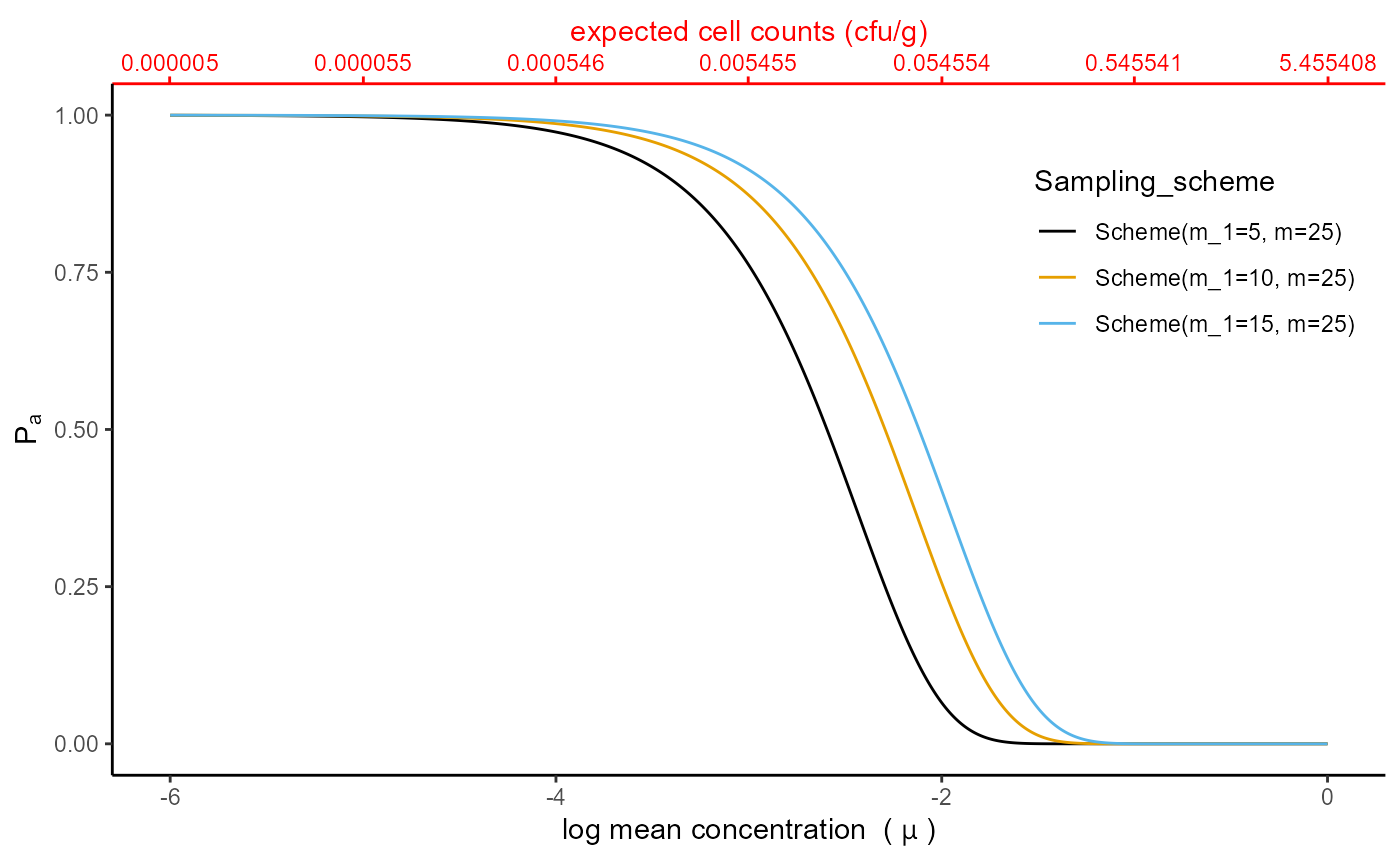 expected cell counts (cfu/g)
0.000005 0.000055 0.000546 0.005455 0.054554 0.545541 5.455408
1.00
0.75
0.50
0.25
0.00
Pa
Sampling_scheme
Scheme(m_1=5, m=25)
Scheme(m_1=10, m=25)
Scheme(m_1=15, m=25)
-6 -4 -2 0
log mean concentration ( μ )